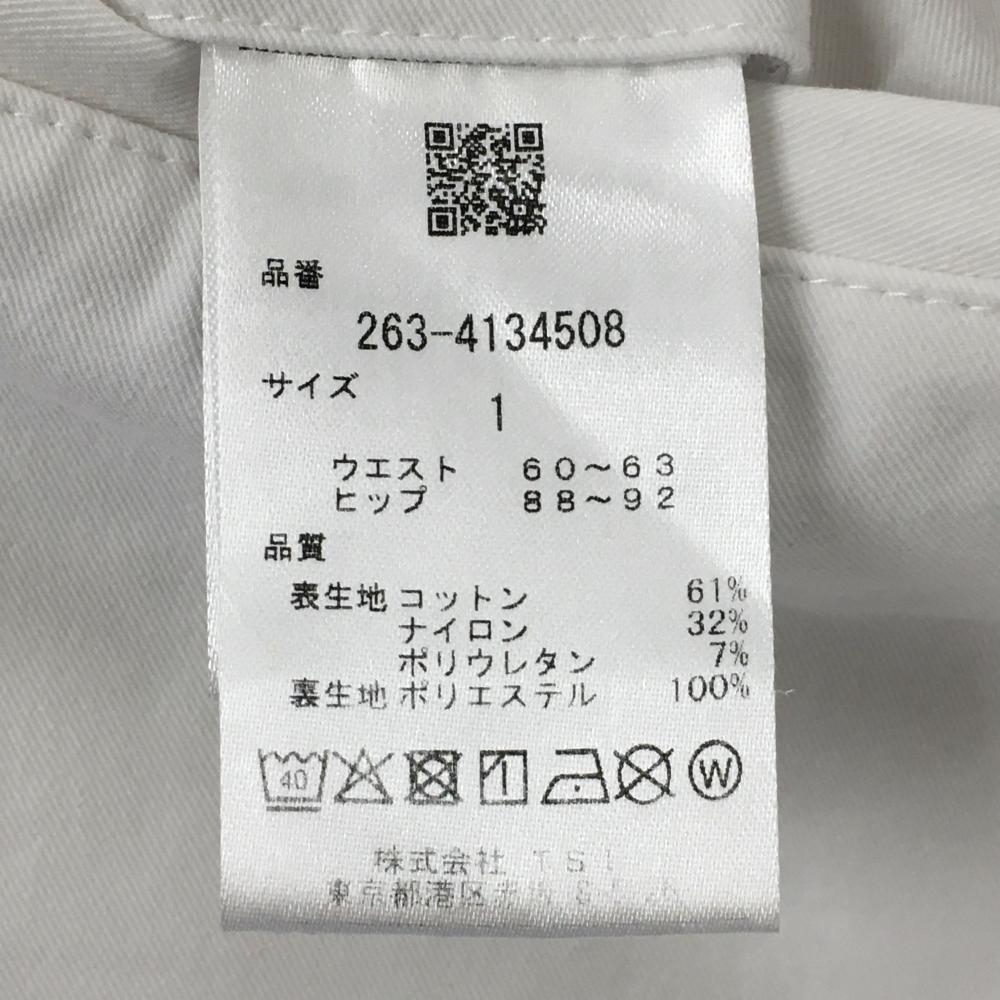 品番
263-4134508
サイズ
1
ウエスト 60~63
ヒップ 88~92
品質
表生地 コットン 61%
ナイロン 32%
ポリウレタン 7%
裏生地 ポリエステル 100%
40
W
株式会社 TSI
東京都港区赤坂